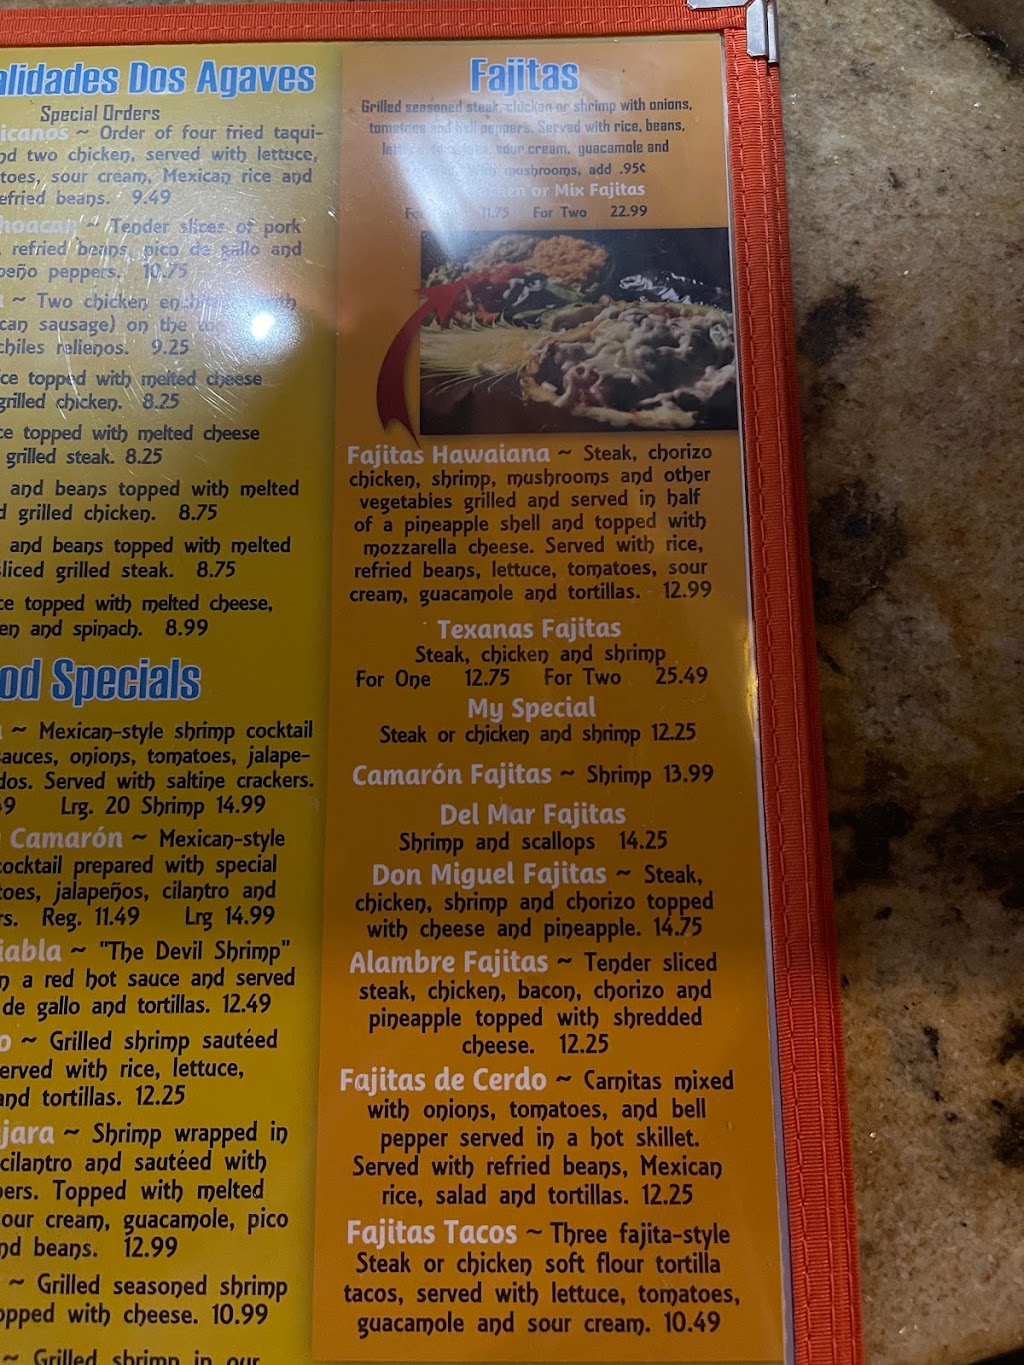 alidades Dos Agaves
Special Orders
icanos ~ Order of four fried taqui-
nd two chicken, served with lettuce,
toes, sour cream, Mexican rice and
efried beans. 9.49
hoacan ~ Tender slices of pork
refried beans, pico de gallo and
peño peppers. 10.75
~ Two chicken
can sausage) on the
chiles rellenos. 9.25
ce topped with melted cheese
grilled chicken. 8.25
ce topped with melted cheese
grilled steak. 8.25
and beans topped with melted
d grilled chicken. 8.75
and beans topped with melted
sliced grilled steak. 8.75
ce topped with melted cheese,
en and spinach. 8.99
od Specials
~ Mexican-style shrimp cocktail
sauces, onions, tomatoes, jalape-
dos. Served with saltine crackers.
49 Lrg. 20 Shrimp 14.99
Camarón ~ Mexican-style
cocktail prepared with special
toes, jalapeños, cilantro and
rs. Reg. 11.49 Lrg 14.99
iabla ~ "The Devil Shrimp"
n a red hot sauce and served
de gallo and tortillas. 12.49
o ~ Grilled shrimp sautéed
erved with rice, lettuce,
and tortillas. 12.25
jara ~ Shrimp wrapped in
cilantro and sautéed with
pers. Topped with melted
our cream, guacamole, pico
nd beans. 12.99
~ Grilled seasoned shrimp
opped with cheese. 10.99
~ Grilled shrimp in our
Fajitas
Grilled seasoned steak, chicken or shrimp with onions,
tomatoes and bell peppers. Served with rice, beans,
sour cream, guacamole and
mushrooms, add .95¢
or Mix Fajitas
11.75 For Two 22.99
Fajitas Hawaiana ~ Steak, chorizo
chicken, shrimp, mushrooms and other
vegetables grilled and served in half
of a pineapple shell and topped with
mozzarella cheese. Served with rice,
refried beans, lettuce, tomatoes, sour
cream, guacamole and tortillas. 12.99
Texanas Fajitas
Steak, chicken and shrimp
For One 12.75 For Two 25.49
My Special
Steak or chicken and shrimp 12.25
Camarón Fajitas ~ Shrimp 13.99
Del Mar Fajitas
Shrimp and scallops 14.25
Don Miguel Fajitas ~ Steak,
chicken, shrimp and chorizo topped
with cheese and pineapple. 14.75
Alambre Fajitas ~ Tender sliced
steak, chicken, bacon, chorizo and
pineapple topped with shredded
cheese. 12.25
Fajitas de Cerdo ~ Carnitas mixed
with onions, tomatoes, and bell
pepper served in a hot skillet.
Served with refried beans, Mexican
rice, salad and tortillas. 12.25
Fajitas Tacos ~ Three fajita-style
Steak or chicken soft flour tortilla
tacos, served with lettuce, tomatoes,
guacamole and sour cream. 10.49